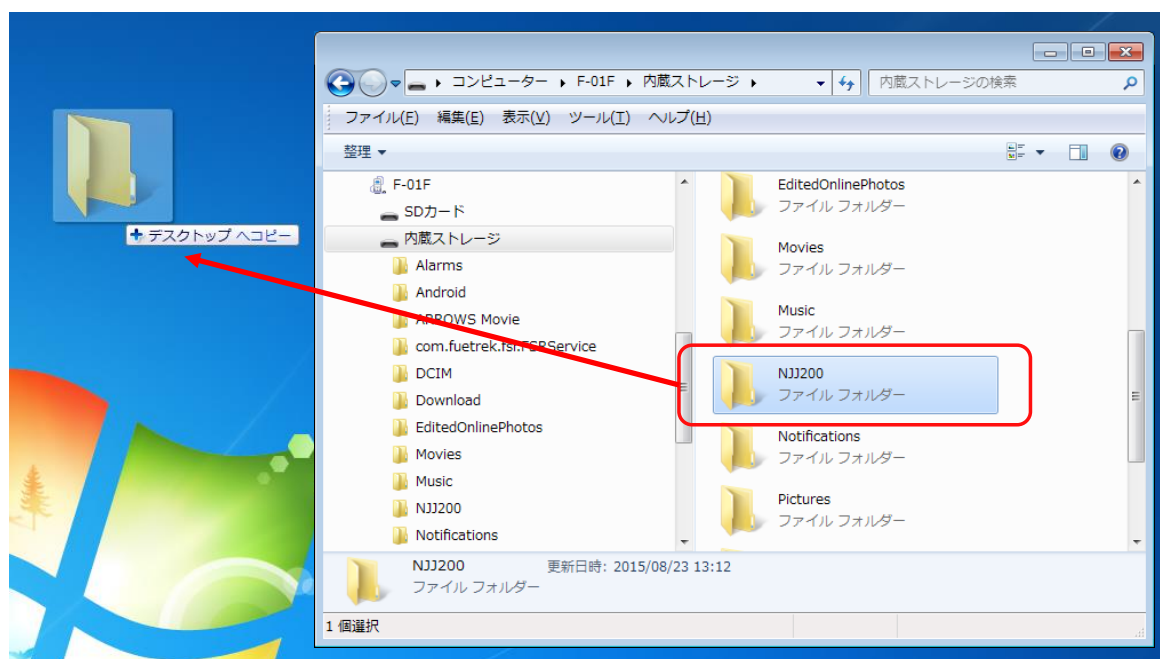 コンピューター F-01F 内蔵ストレージ
内蔵ストレージの検索
ファイル(F) 編集(E) 表示(V) ツール(T) ヘルプ(H)
整理
F-01F
SDカード
内蔵ストレージ
Alarms
Android
ARROWS Movie
com.fuetrek.fsr.FSRService
DCIM
Download
EditedOnlinePhotos
Movies
Music
NJJ200
Notifications
EditedOnlinePhotos
ファイル フォルダー
Movies
ファイル フォルダー
Music
ファイル フォルダー
NJJ200
ファイル フォルダー
Notifications
ファイル フォルダー
Pictures
ファイル フォルダー
デスクトップ へコピー
NJJ200 更新日時: 2015/08/23 13:12
ファイル フォルダー
1 個選択